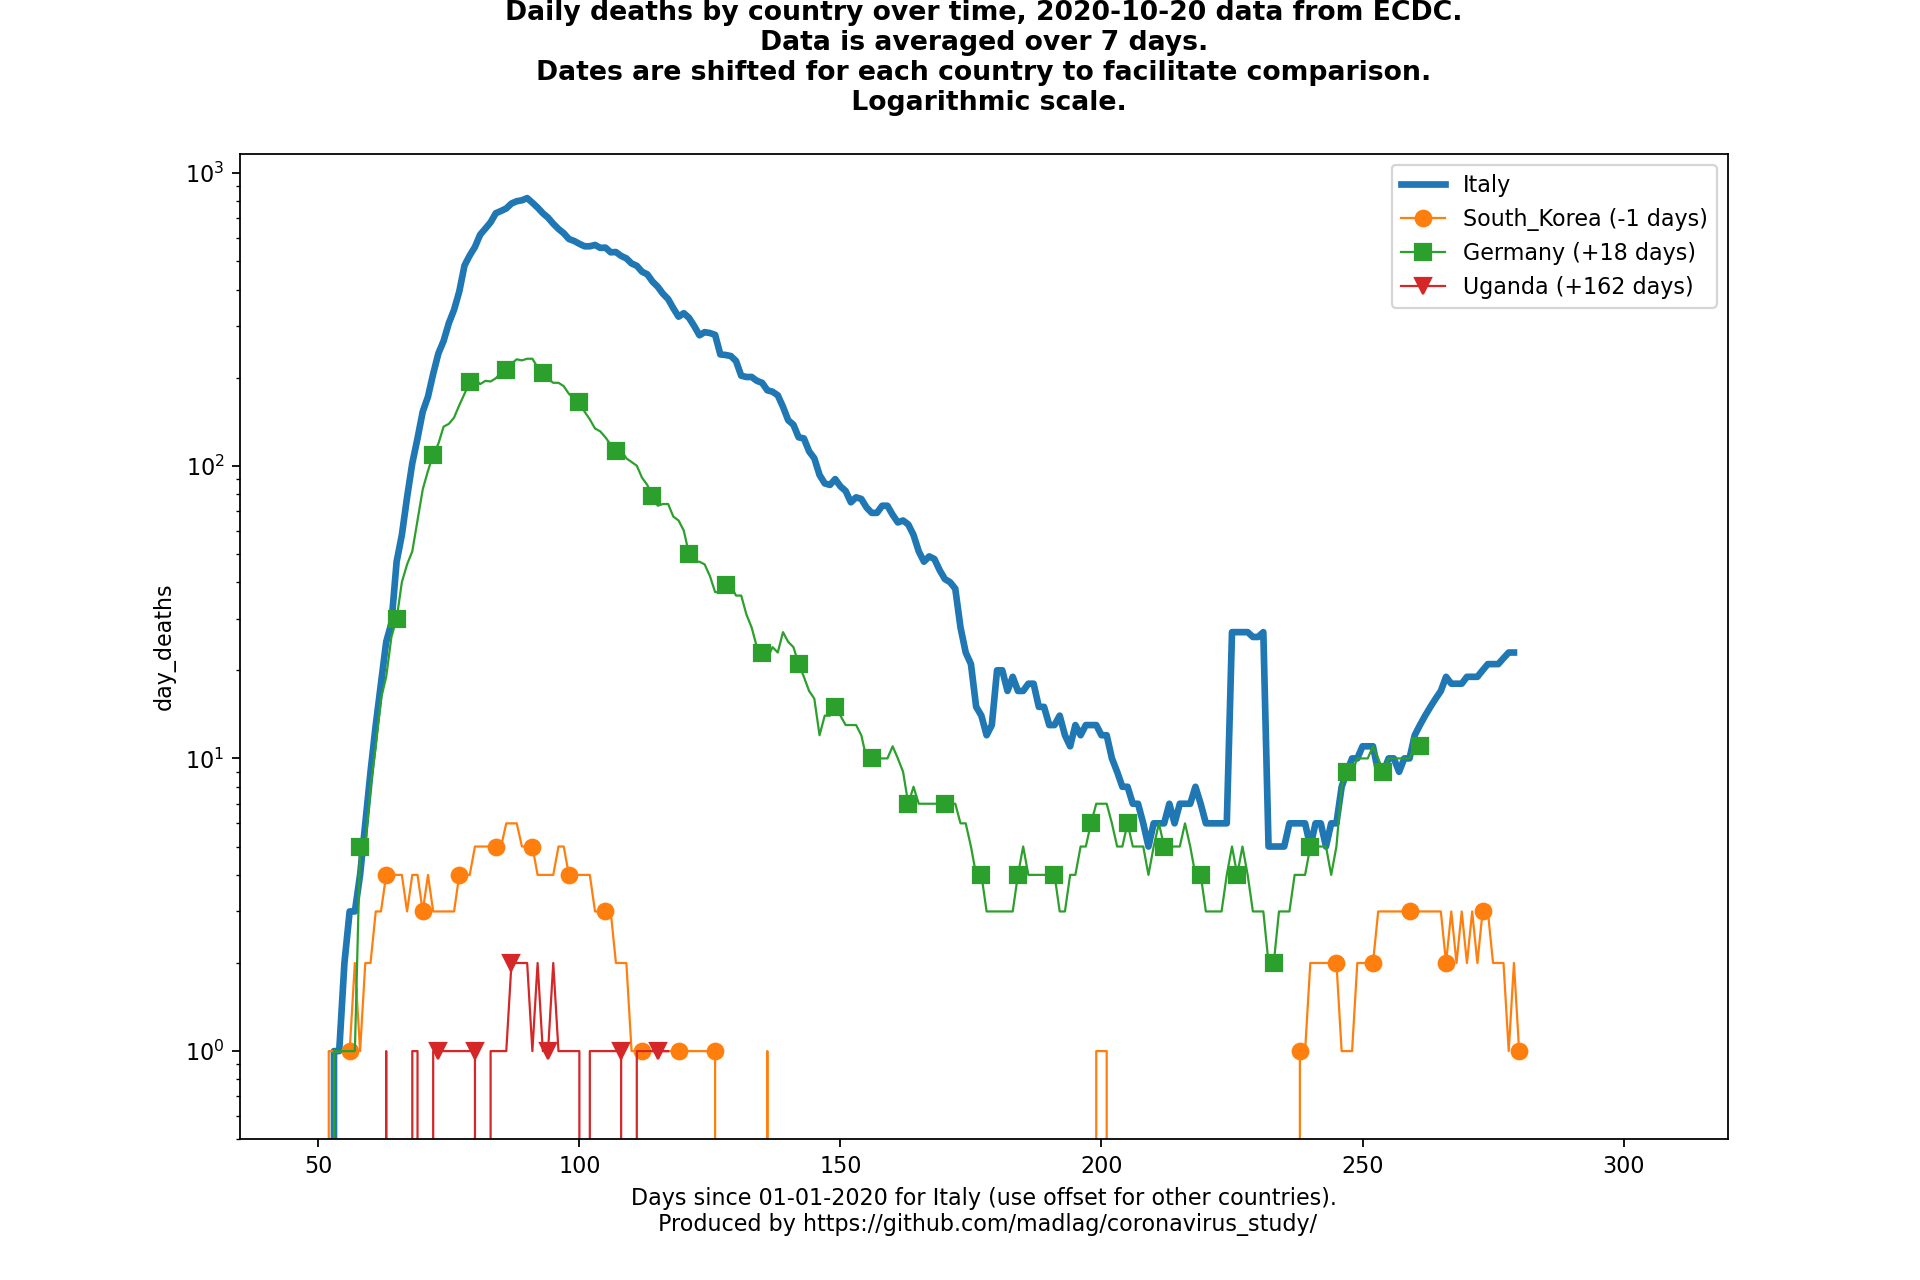 Daily deaths by country over time, 2020-10-20 data from ECDC.
Data is averaged over 7 days.
Dates are shifted for each country to facilitate comparison.
Logarithmic scale.
10³
10²
10¹
10⁰
day_deaths
Italy
South_Korea (-1 days)
Germany (+18 days)
Uganda (+162 days)
50
100
150
200
250
300
Days since 01-01-2020 for Italy (use offset for other countries).
Produced by https://github.com/madlag/coronavirus_study/